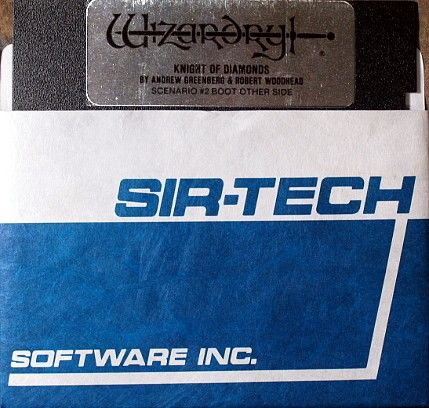 Wizardry
®
KNIGHT OF DIAMONDS
BY ANDREW GREENBERG & ROBERT WOODHEAD
SCENARIO #2 BOOT OTHER SIDE
SIR-TECH
SOFTWARE INC.